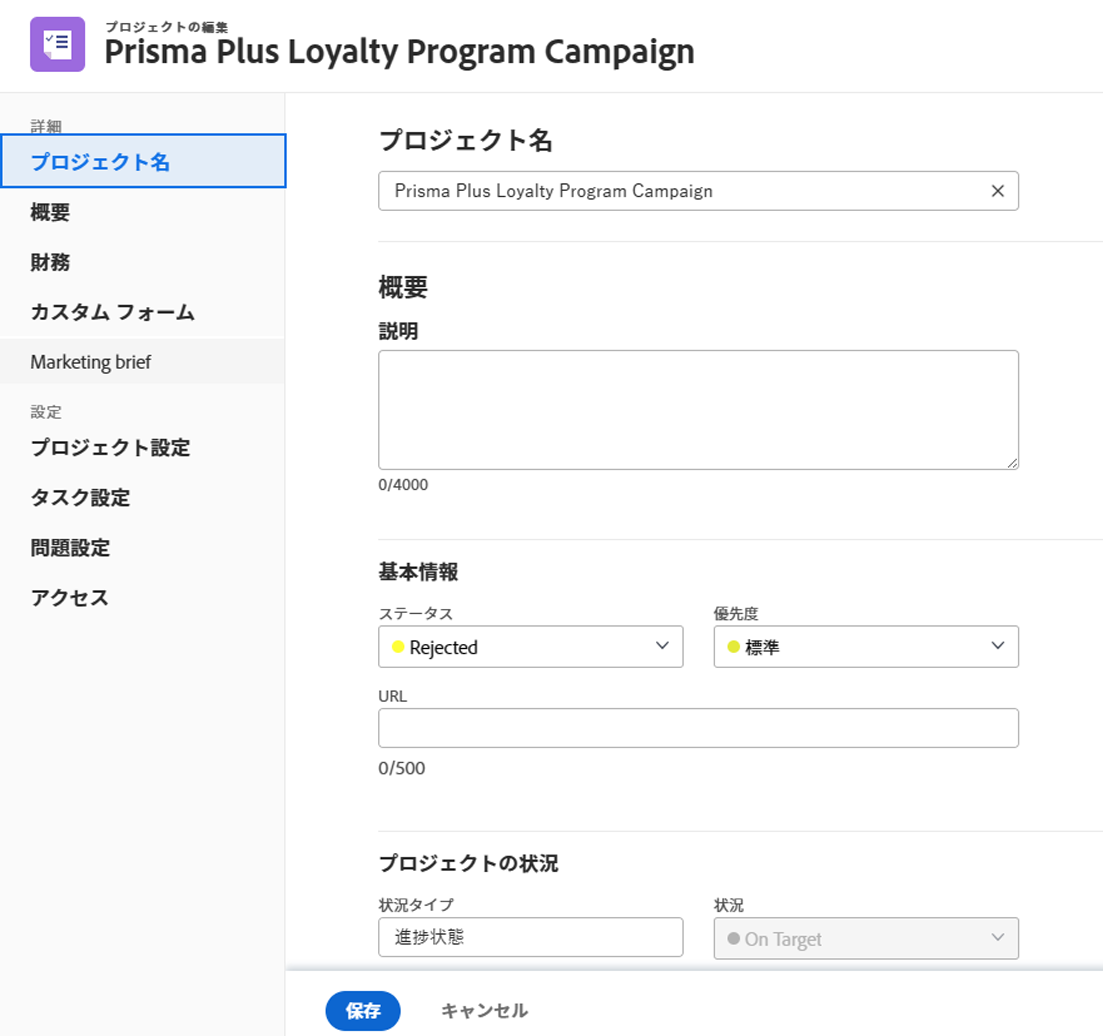 プロジェクトの編集
Prisma Plus Loyalty Program Campaign
詳細
プロジェクト名
概要
財務
カスタム フォーム
Marketing brief
設定
プロジェクト設定
タスク設定
問題設定
アクセス
プロジェクト名
Prisma Plus Loyalty Program Campaign
概要
説明
0/4000
基本情報
ステータス
優先度
Rejected
標準
URL
0/500
プロジェクトの状況
状況タイプ
状況
進捗状態
On Target
保存
キャンセル